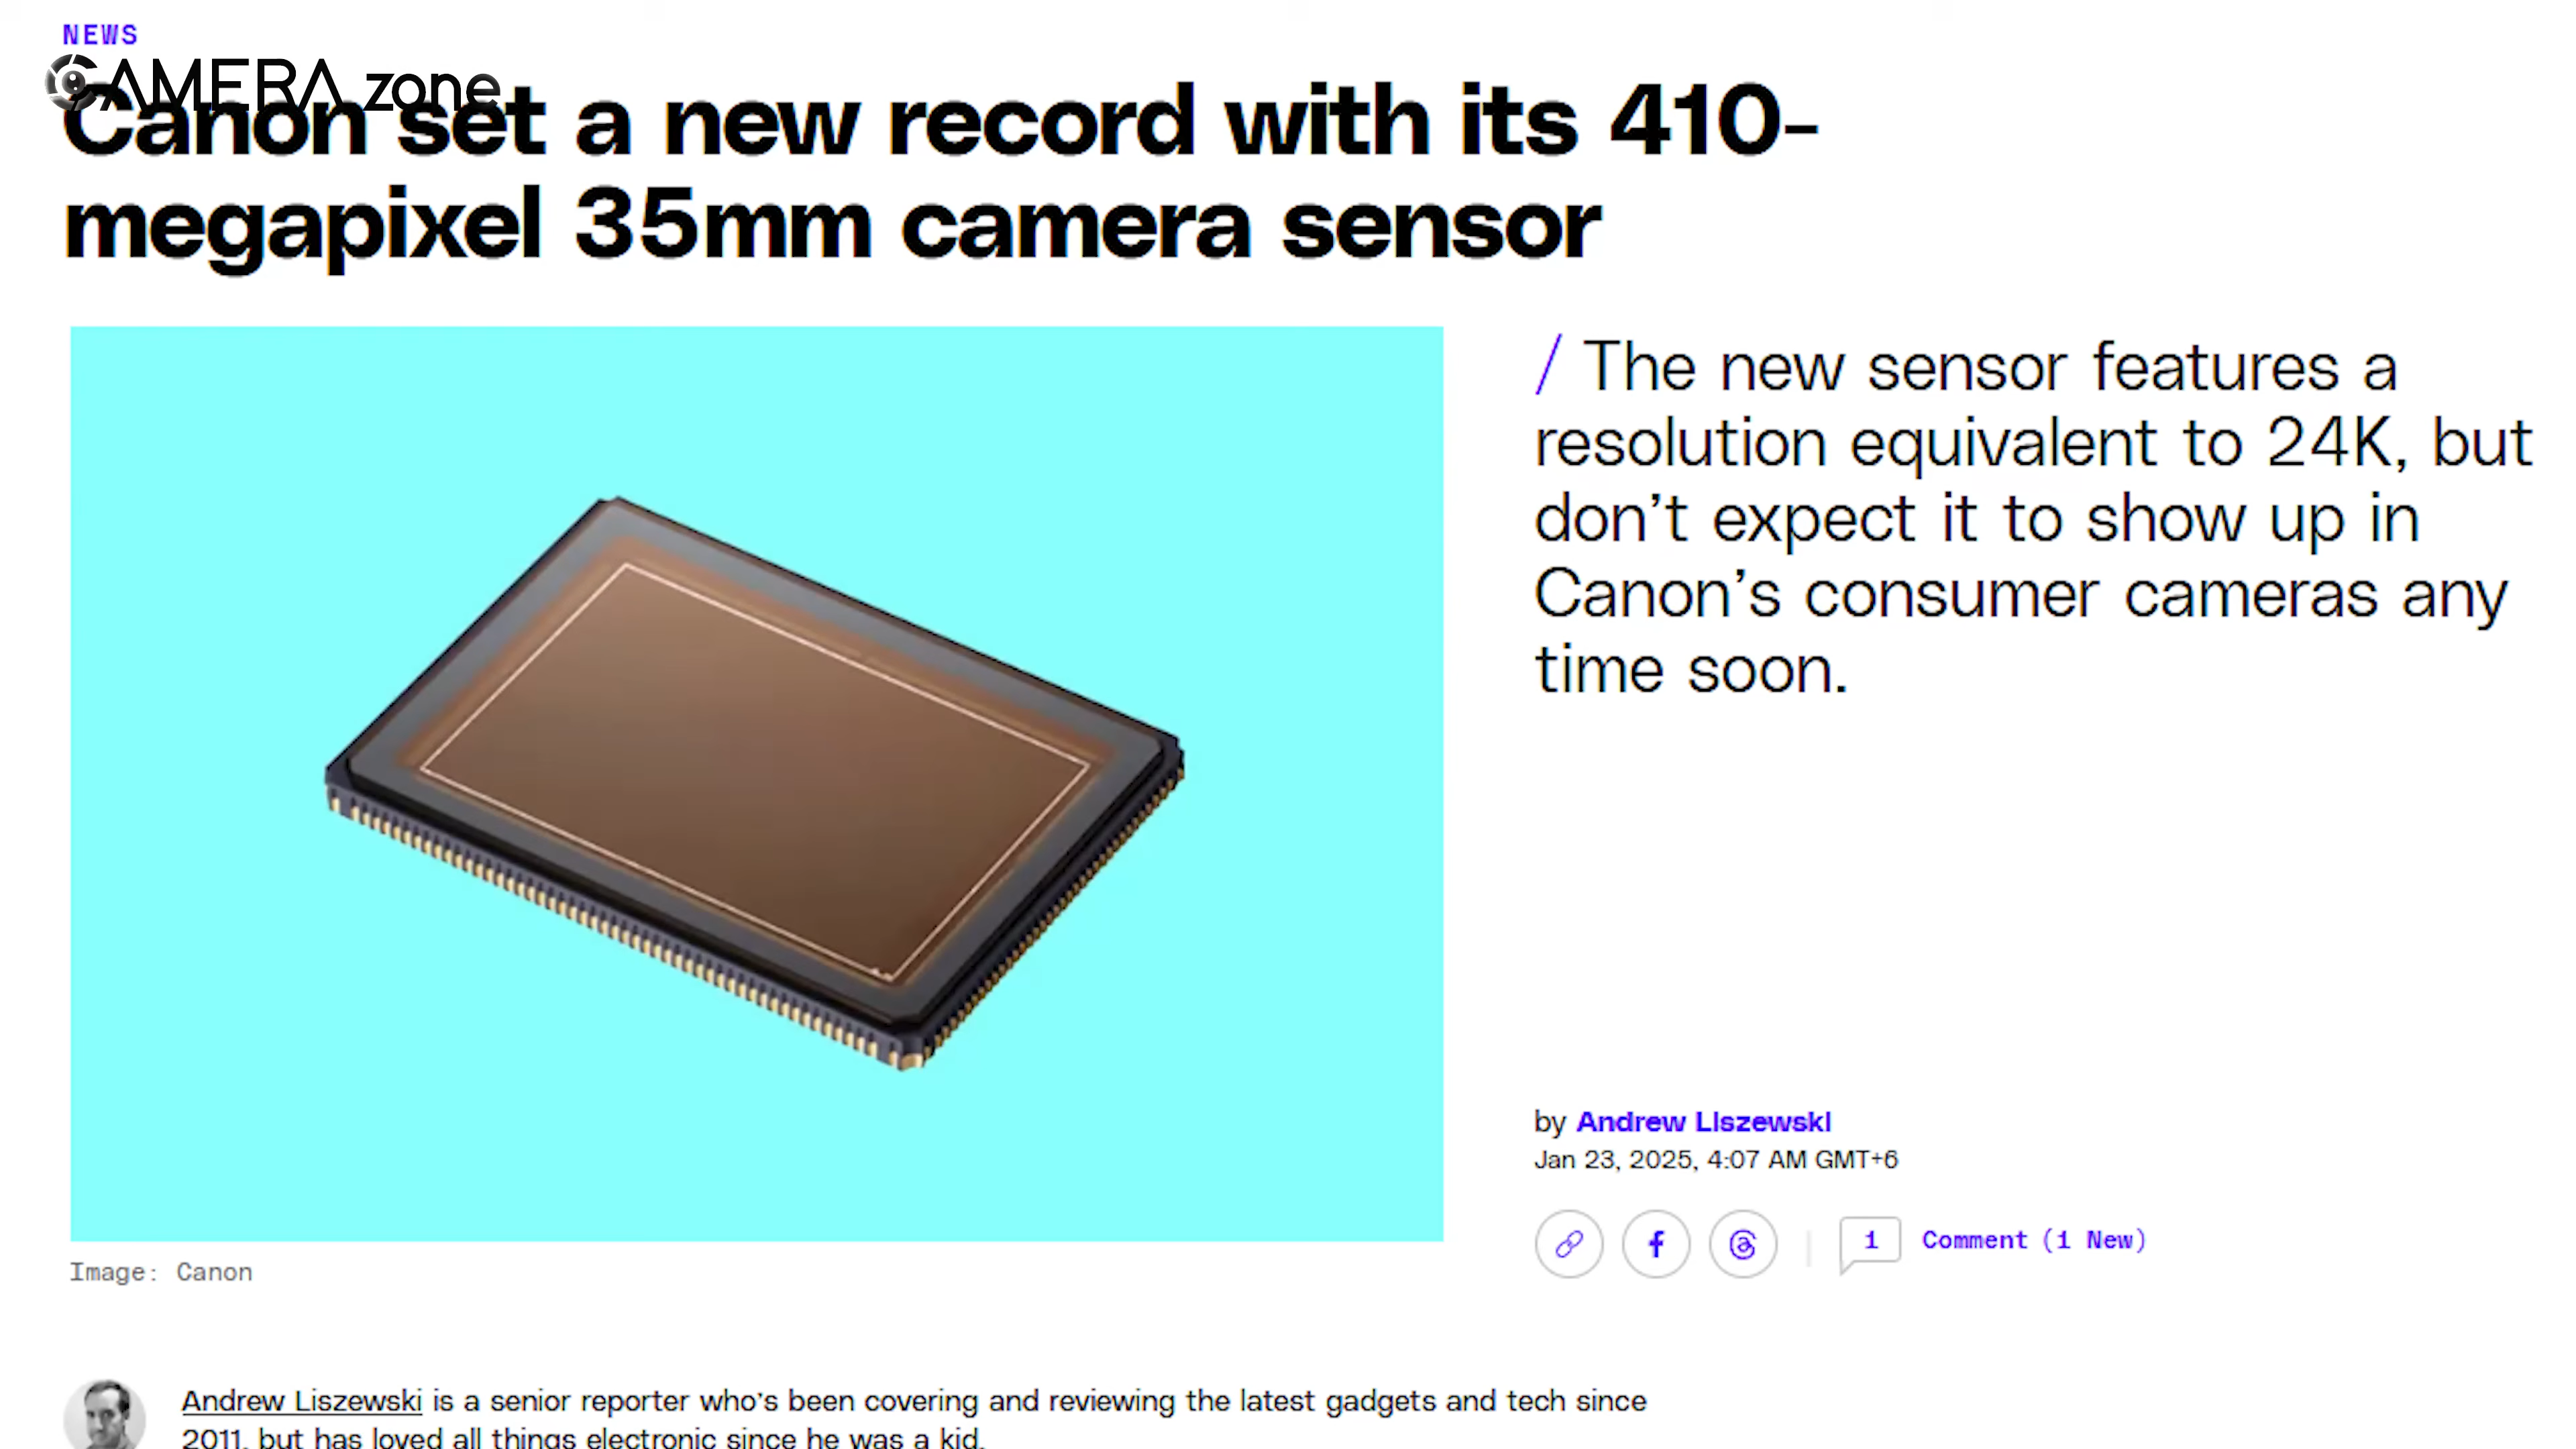 NEWS
CAMERA zone
Canon set a new record with its 410-
megapixel 35mm camera sensor
/ The new sensor features a
resolution equivalent to 24K, but
don't expect it to show up in
Canon's consumer cameras any
time soon.
by Andrew Liszewski
Jan 23, 2025, 4:07 AM GMT+6
1 Comment (1 New)
Image: Canon
Andrew Liszewski is a senior reporter who's been covering and reviewing the latest gadgets and tech since
2011, but has loved all things electronic since he was a kid.